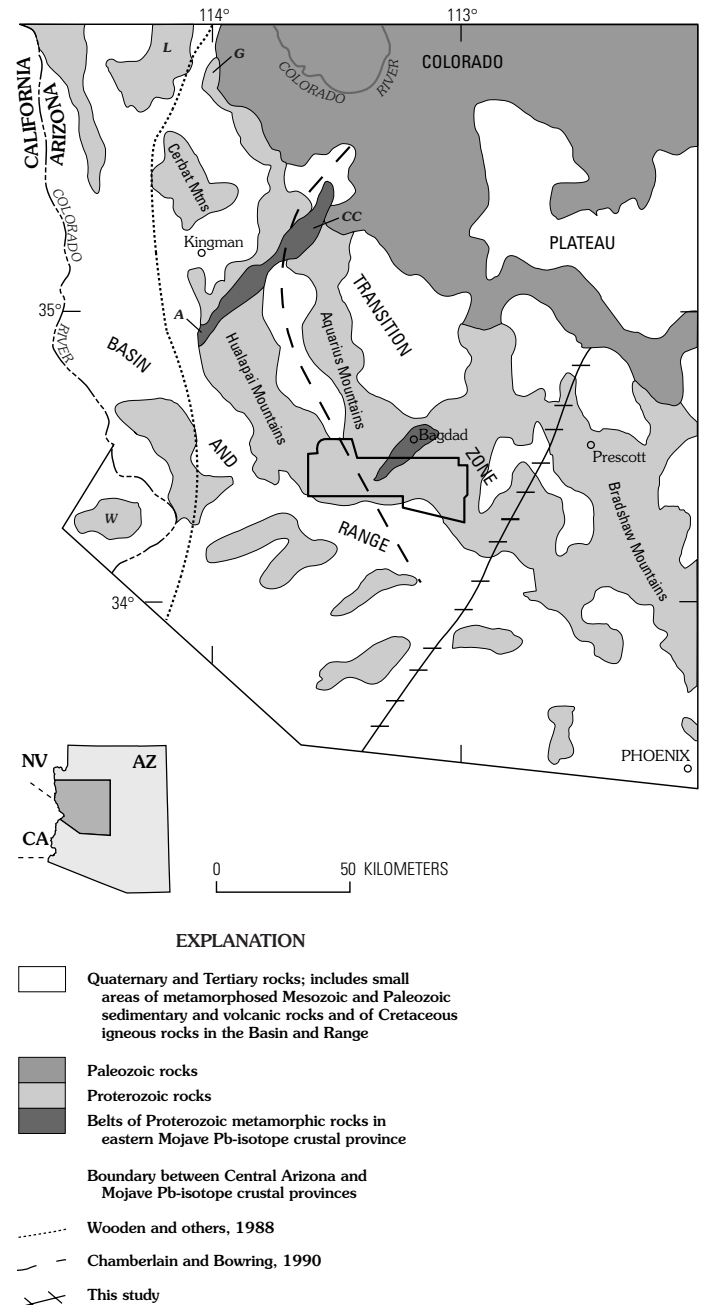 114°
113°
L
G
COLORADO
RIVER
COLORADO
CALIFORNIA
ARIZONA
Cerbat Mtns
COLORADO
RIVER
CC
Kingman
PLATEAU
TRANSITION
ZONE
35°
A
BASIN
AND
RANGE
Hualapai Mountains
Aquarius Mountains
Bagdad
Prescott
Bradshaw Mountains
W
34°
PHOENIX
NV
AZ
CA
0 50 KILOMETERS
EXPLANATION
Quaternary and Tertiary rocks; includes small
areas of metamorphosed Mesozoic and Paleozoic
sedimentary and volcanic rocks and of Cretaceous
igneous rocks in the Basin and Range
Paleozoic rocks
Proterozoic rocks
Belts of Proterozoic metamorphic rocks in
eastern Mojave Pb-isotope crustal province
Boundary between Central Arizona and
Mojave Pb-isotope crustal provinces
Wooden and others, 1988
Chamberlain and Bowring, 1990
This study